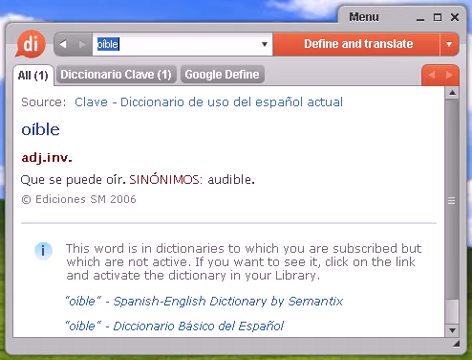 Menu
di
oíble
Define and translate
All (1)
Diccionario Clave (1)
Google Define
Source: Clave - Diccionario de uso del español actual
oíble
adj.inv.
Que se puede oír. SINÓNIMOS: audible.
© Ediciones SM 2006
i
This word is in dictionaries to which you are subscribed but
which are not active. If you want to see it, click on the link
and activate the dictionary in your Library.
"oíble" - Spanish-English Dictionary by Semantix
"oíble" - Diccionario Básico del Español